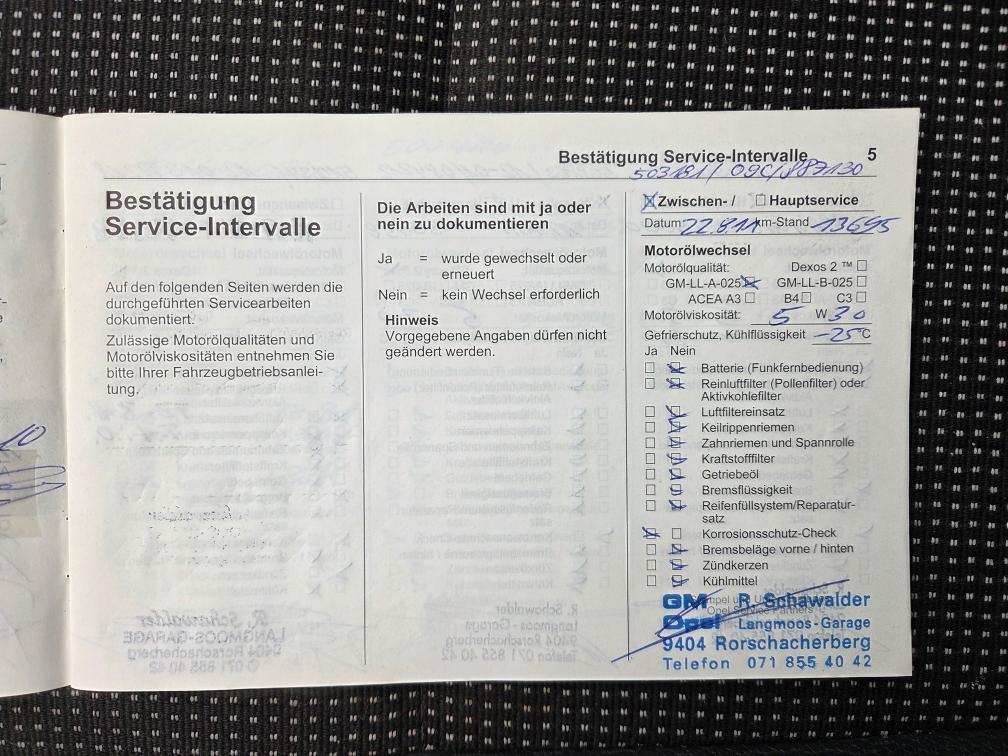 Bestätigung Service-Intervalle 5
503181 / 09C/887130
Bestätigung
Service-Intervalle
Auf den folgenden Seiten werden die
durchgeführten Servicearbeiten
dokumentiert.
Zulässige Motorölqualitäten und
Motorölviskositäten entnehmen Sie
bitte Ihrer Fahrzeugbetriebsanlei-
tung.
Die Arbeiten sind mit ja oder
nein zu dokumentieren
Ja = wurde gewechselt oder
erneuert
Nein = kein Wechsel erforderlich
Hinweis
Vorgegebene Angaben dürfen nicht
geändert werden.
Zwischen- / Hauptservice
Datum 22.8.11 km-Stand 13695
Motorölwechsel
Motorölqualität: Dexos 2 ™
GM-LL-A-025 GM-LL-B-025
ACEA A3 B4 C3
Motorölviskosität: 5 W 30
Gefrierschutz, Kühlflüssigkeit -25°C
Ja Nein
Batterie (Funkfernbedienung)
Reinluftfilter (Pollenfilter) oder
Aktivkohlefilter
Luftfiltereinsatz
Keilrippenriemen
Zahnriemen und Spannrolle
Kraftstofffilter
Getriebeöl
Bremsflüssigkeit
Reifenfüllsystem/Reparatur-
satz
Korrosionsschutz-Check
Bremsbeläge vorne / hinten
Zündkerzen
Kühlmittel
GM R. Schawalder
Opel Langmoos-Garage
9404 Rorschacherberg
Telefon 071 855 40 42
10